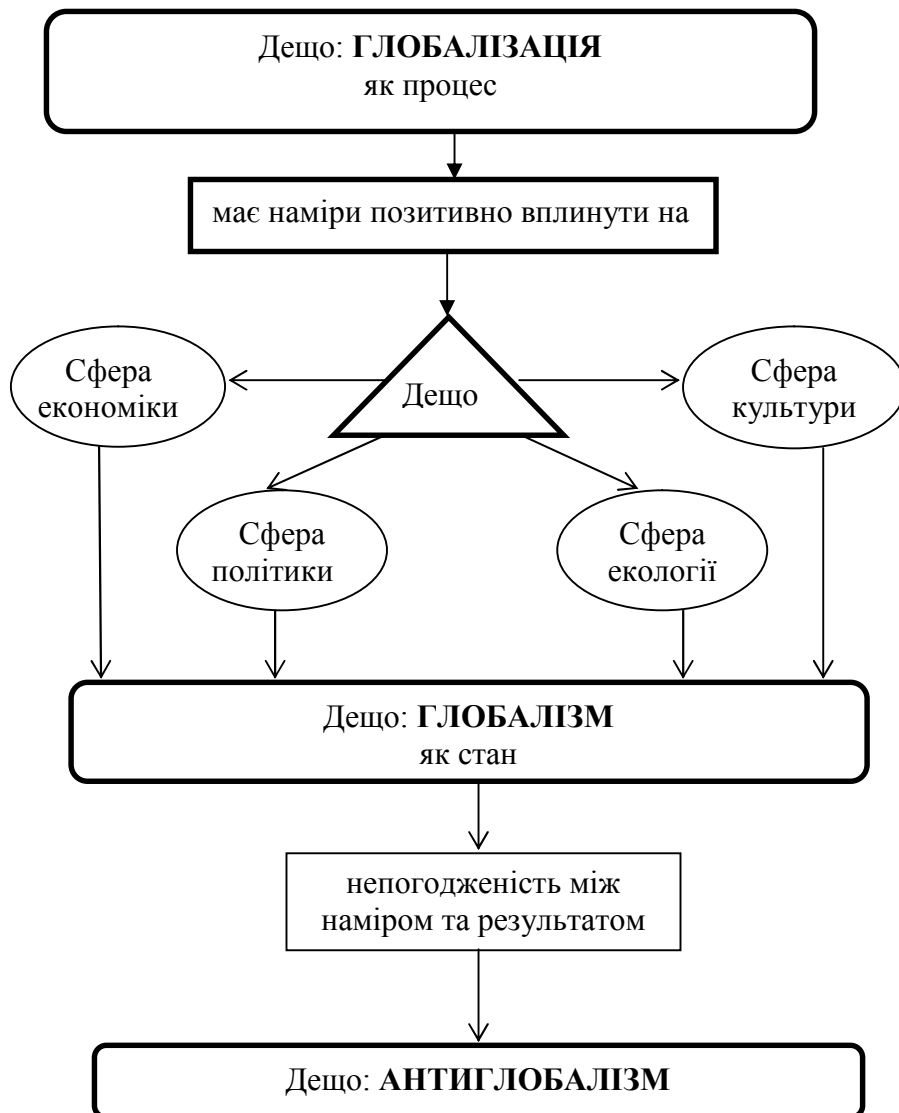 Дещо: ГЛОБАЛІЗАЦІЯ
як процес
має наміри позитивно вплинути на
Сфера
економіки
Дещо
Сфера
культури
Сфера
політики
Сфера
екології
Дещо: ГЛОБАЛІЗМ
як стан
непогодженість між
наміром та результатом
Дещо: АНТИГЛОБАЛІЗМ